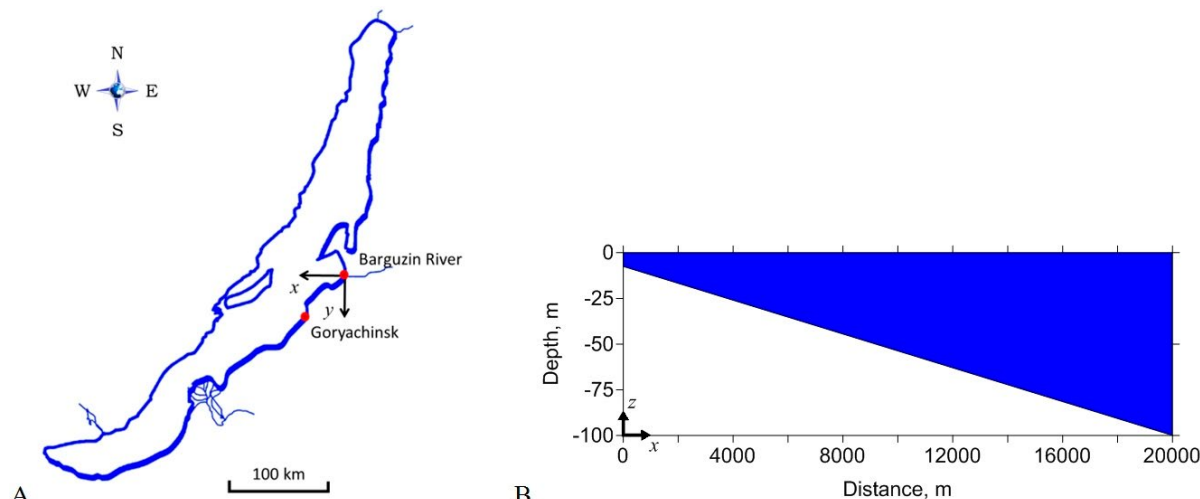 N
W E
S
Barguzin River
x
y
Goryachinsk
100 km
A
B
0
-25
-50
-75
-100
Depth, m
z
x
0 4000 8000 12000 16000 20000
Distance, m